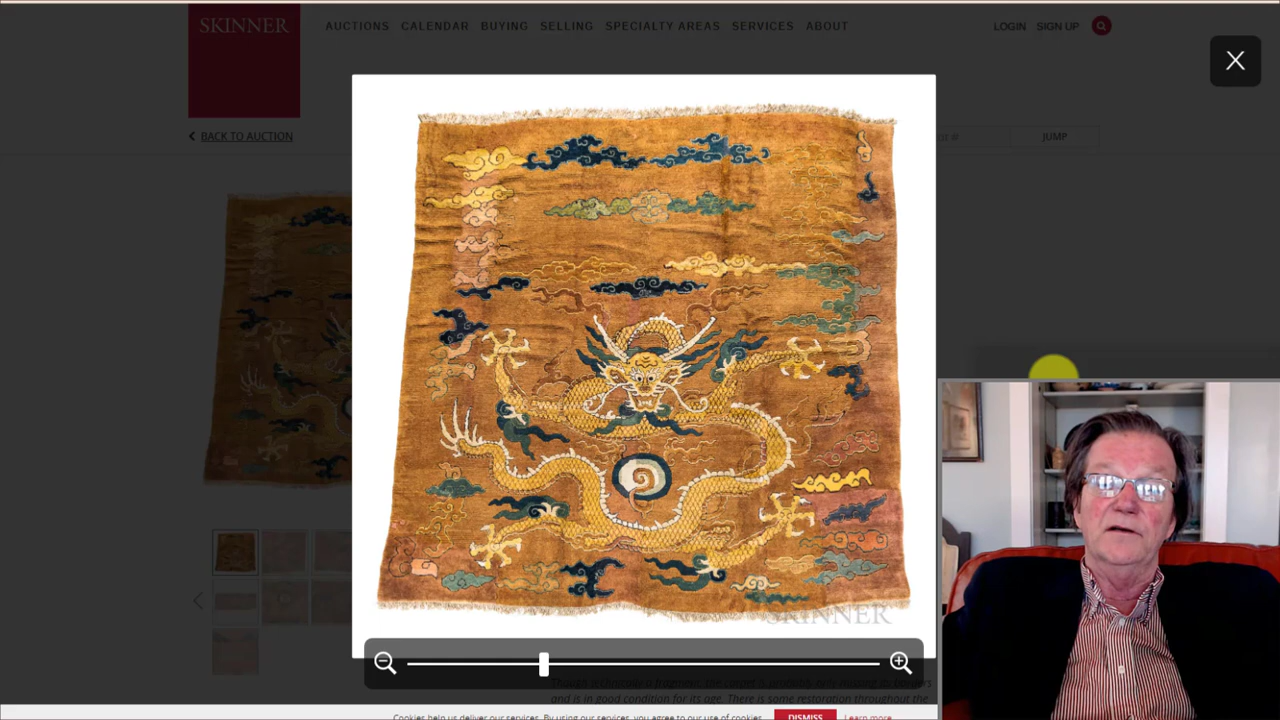 SKINNER
AUCTIONS CALENDAR BUYING SELLING SPECIALTY AREAS SERVICES ABOUT
LOGIN SIGN UP
BACK TO AUCTION
JUMP
SKINNER
and is in good condition for its age. There is some restoration throughout the
Cookies help us deliver our services. By using our services, you agree to our use of cookies.
DISMISS
Learn more